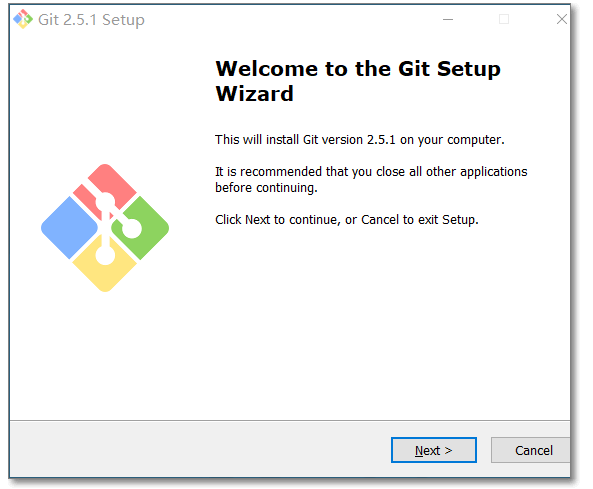 Git 2.5.1 Setup
Welcome to the Git Setup
Wizard
This will install Git version 2.5.1 on your computer.
It is recommended that you close all other applications
before continuing.
Click Next to continue, or Cancel to exit Setup.
Next >
Cancel